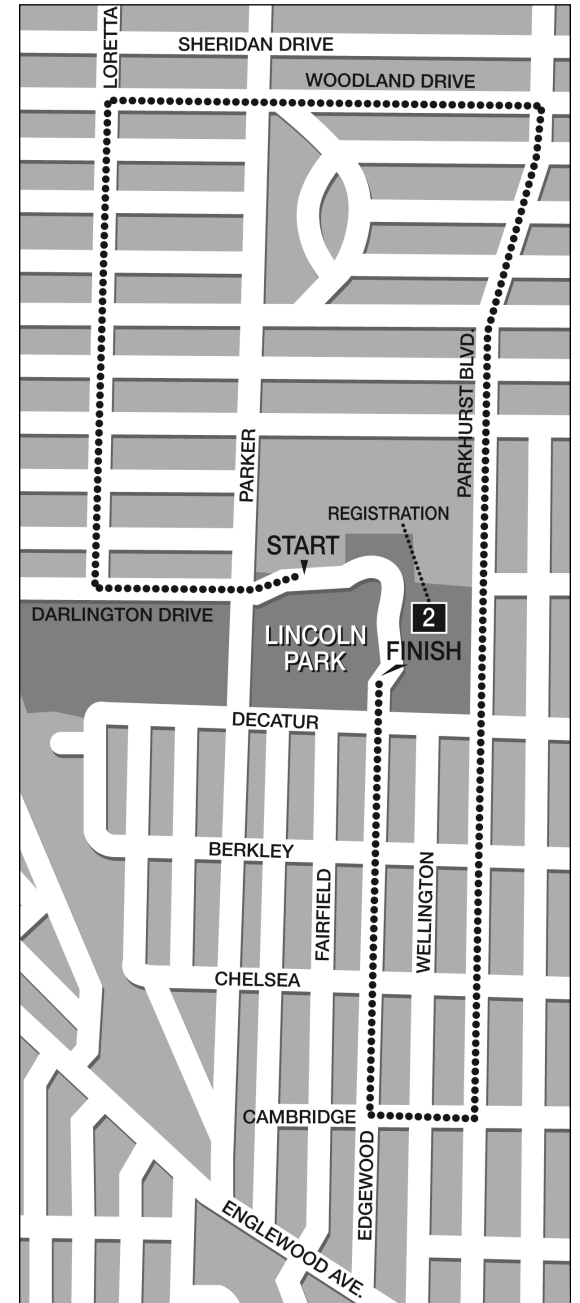 LORETTA
SHERIDAN DRIVE
WOODLAND DRIVE
PARKHURST BLVD.
PARKER
REGISTRATION
START
2
DARLINGTON DRIVE
LINCOLN
PARK
FINISH
DECATUR
BERKLEY
FAIRFIELD
WELLINGTON
CHELSEA
CAMBRIDGE
EDGEWOOD
ENGLEWOOD AVE.